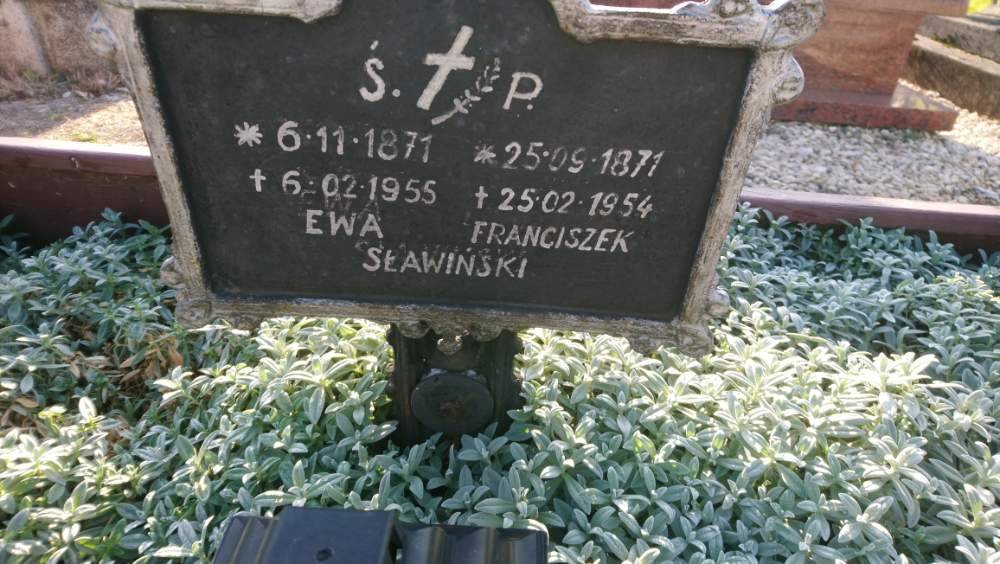 Ś. P.
* 6·11·1871 * 25·09·1871
† 6·02·1955 † 25·02·1954
EWA FRANCISZEK
SŁAWIŃSKI